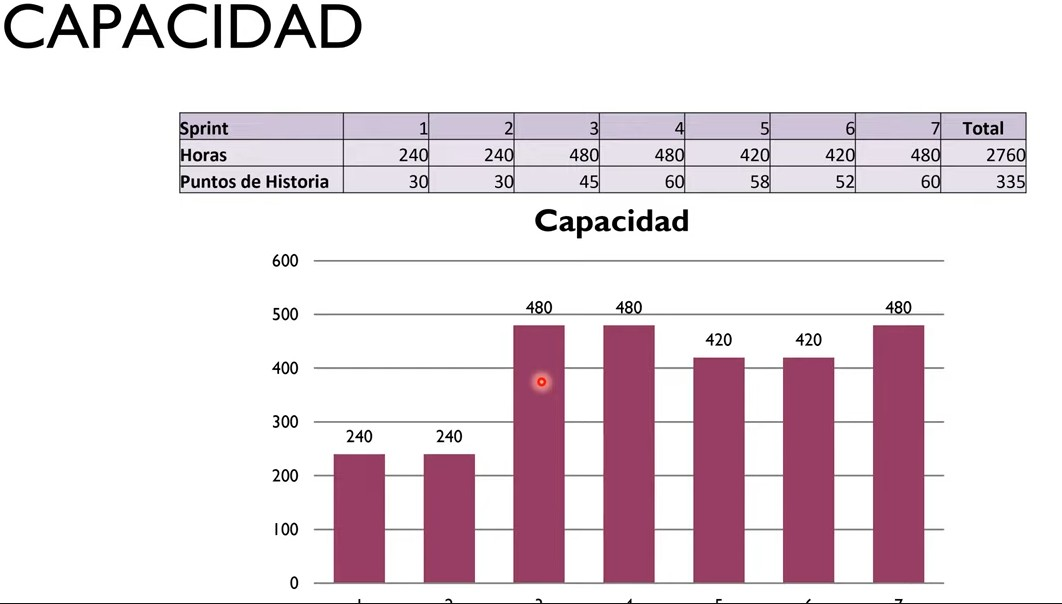 CAPACIDAD
Sprint 1 2 3 4 5 6 7 Total
Horas 240 240 480 480 420 420 480 2760
Puntos de Historia 30 30 45 60 58 52 60 335
Capacidad
600
500
400
300
200
100
0
240 240 480 480 420 420 480